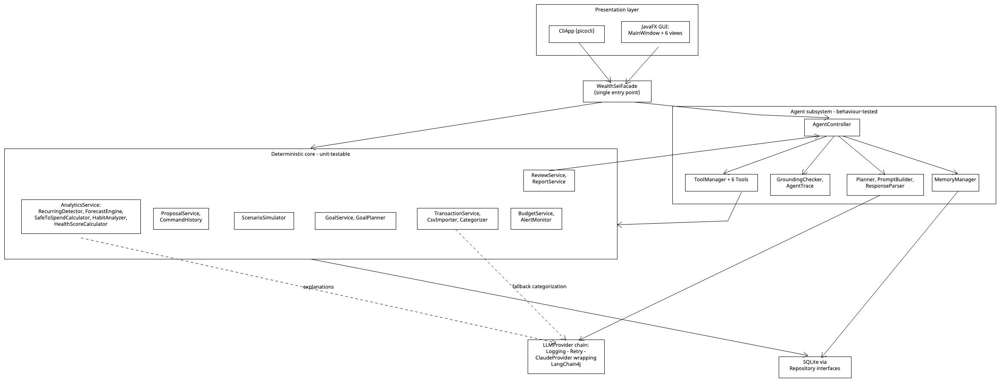 Presentation layer
CliApp (picocli)
JavaFX GUI:
MainWindow + 6 views
WealthSeiFacade
(single entry point)
Agent subsystem - behaviour-tested
AgentController
ToolManager + 6 Tools
GroundingChecker,
AgentTrace
Planner, PromptBuilder,
ResponseParser
MemoryManager
Deterministic core - unit-testable
ReviewService,
ReportService
AnalyticsService:
RecurringDetector, ForecastEngine,
SafeToSpendCalculator, HabitAnalyzer,
HealthScoreCalculator
ProposalService,
CommandHistory
ScenarioSimulator
GoalService, GoalPlanner
TransactionService,
CsvImporter, Categorizer
BudgetService,
AlertMonitor
explanations
fallback categorization
LLMProvider chain:
Logging - Retry -
ClaudeProvider wrapping
LangChain4j
SQLite via
Repository interfaces